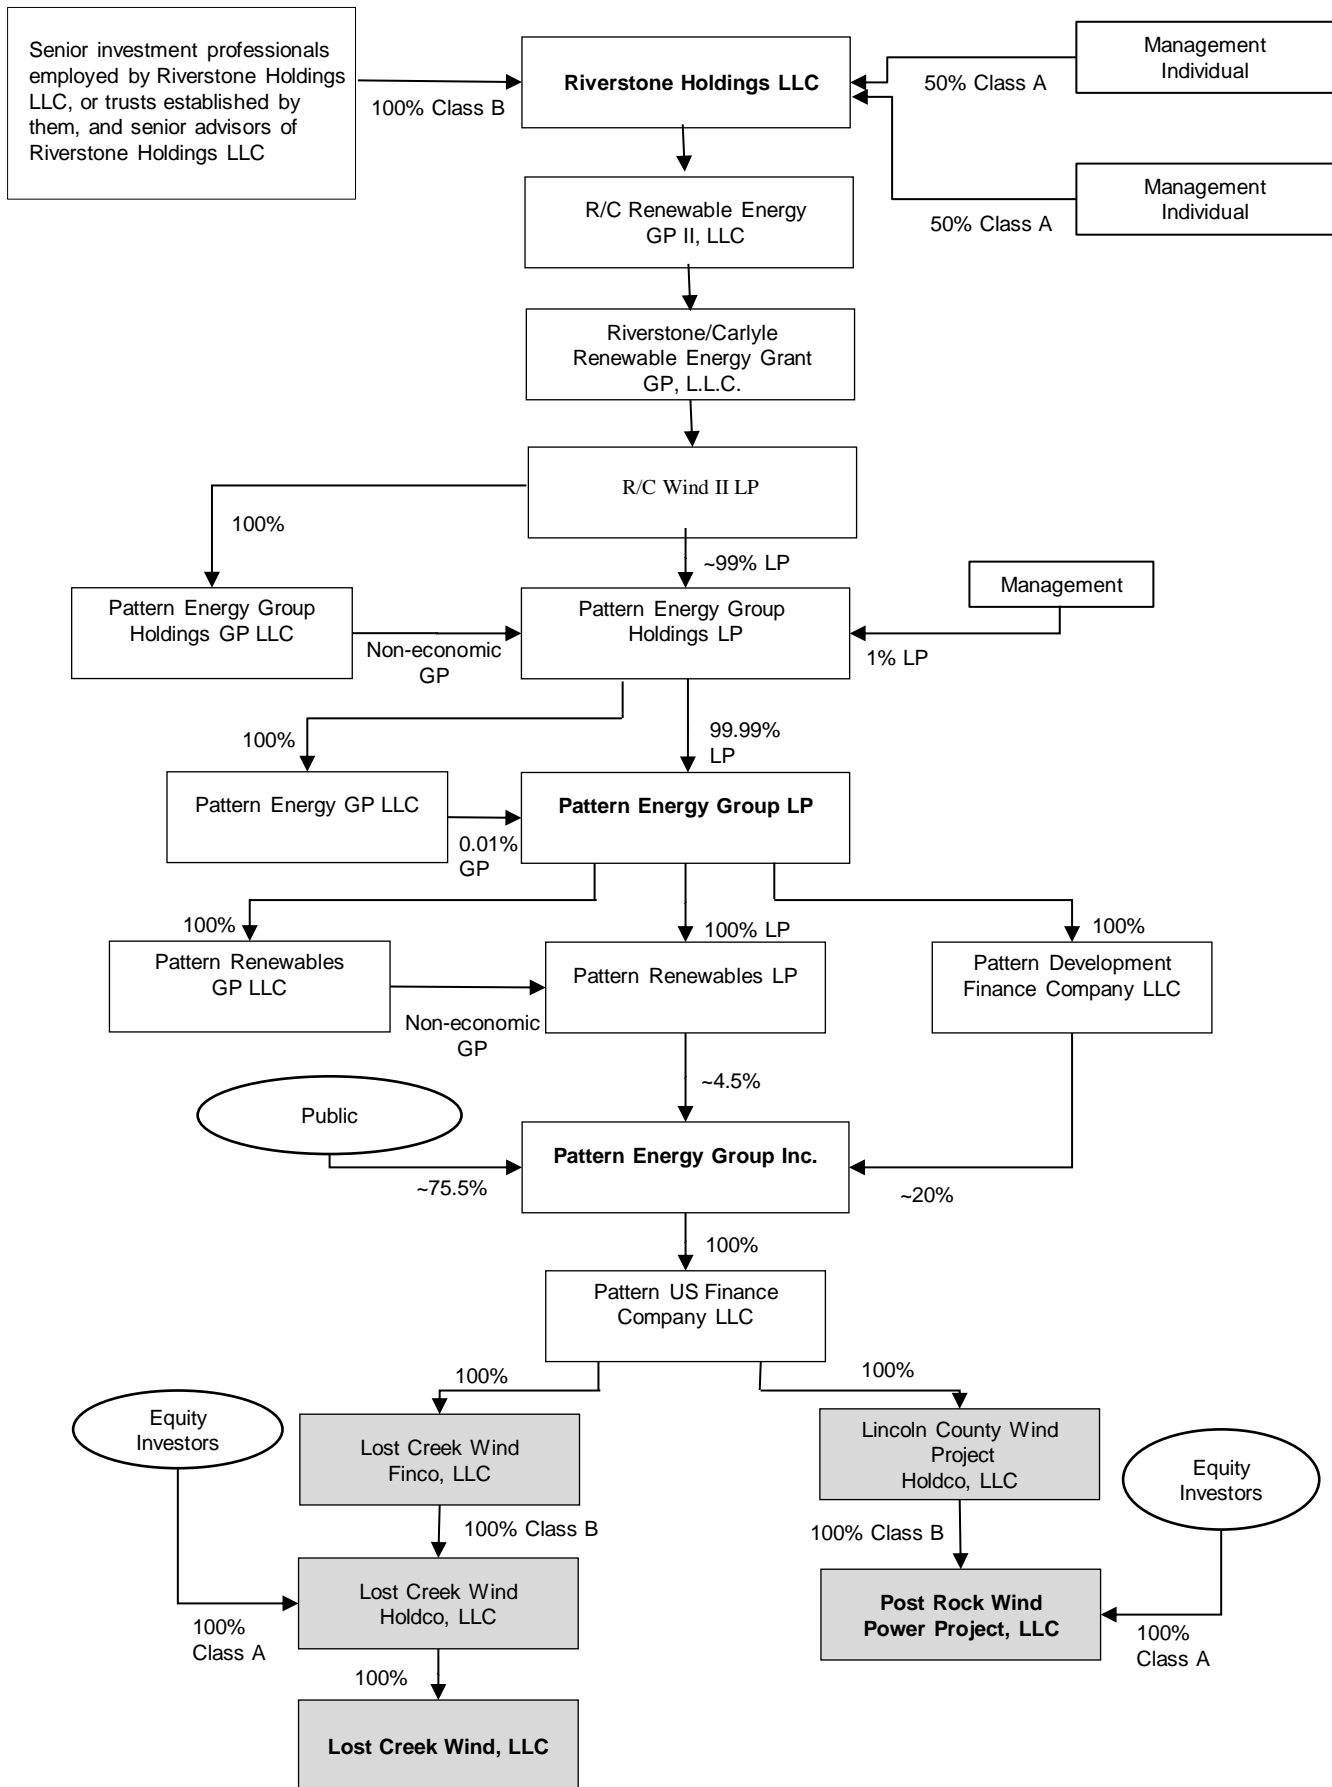 Senior investment professionals
employed by Riverstone Holdings
LLC, or trusts established by
them, and senior advisors of
Riverstone Holdings LLC
100% Class B
Riverstone Holdings LLC
50% Class A
Management
Individual
50% Class A
Management
Individual
R/C Renewable Energy
GP II, LLC
Riverstone/Carlyle
Renewable Energy Grant
GP, L.L.C.
R/C Wind II LP
100%
~99% LP
Management
Pattern Energy Group
Holdings GP LLC
Non-economic
GP
Pattern Energy Group
Holdings LP
1% LP
100%
99.99%
LP
Pattern Energy GP LLC
0.01%
GP
Pattern Energy Group LP
100%
100% LP
100%
Pattern Renewables
GP LLC
Non-economic
GP
Pattern Renewables LP
Pattern Development
Finance Company LLC
~4.5%
Public
~75.5%
Pattern Energy Group Inc.
~20%
100%
Pattern US Finance
Company LLC
100%
100%
Equity
Investors
Lost Creek Wind
Finco, LLC
Lincoln County Wind
Project
Holdco, LLC
Equity
Investors
100% Class B
100% Class B
Lost Creek Wind
Holdco, LLC
100%
Class A
Post Rock Wind
Power Project, LLC
100%
Class A
100%
Lost Creek Wind, LLC